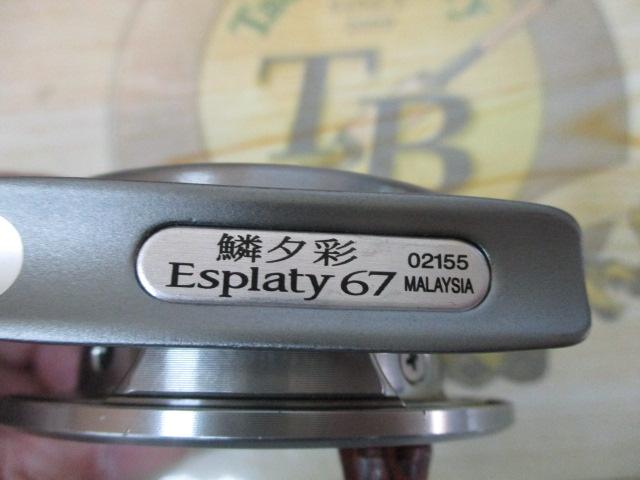 TB
鱗夕彩
Esplaty 67
02155
MALAYSIA